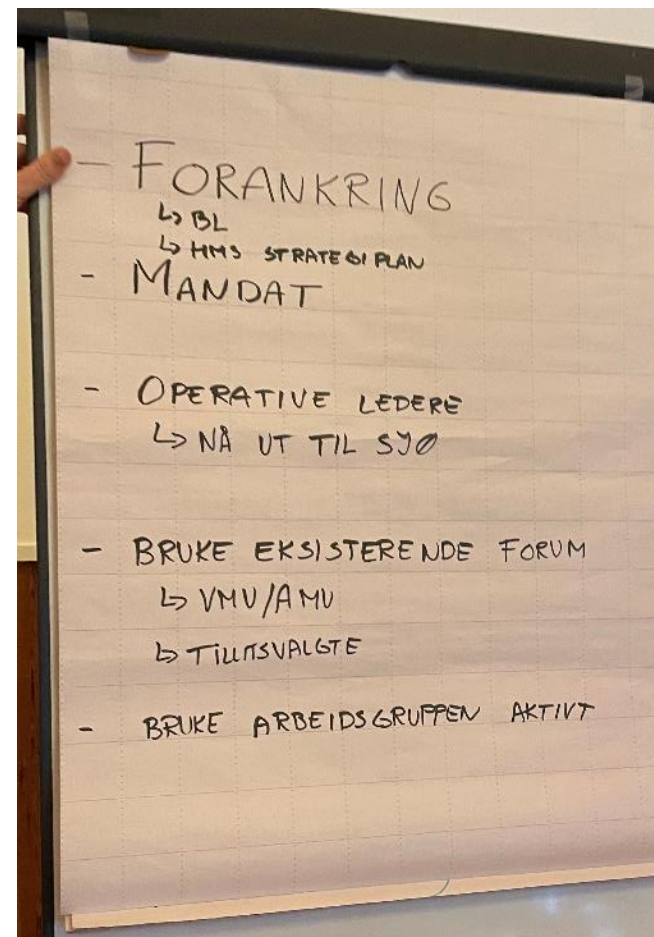 - FORANKRING
↳ BL
↳ HMS STRATEGI PLAN
- MANDAT
- OPERATIVE LEDERE
↳ NÅ UT TIL SJØ
- BRUKE EKSISTERENDE FORUM
↳ VMU/AMU
↳ TILLITSVALGTE
- BRUKE ARBEIDSGRUPPEN AKTIVT